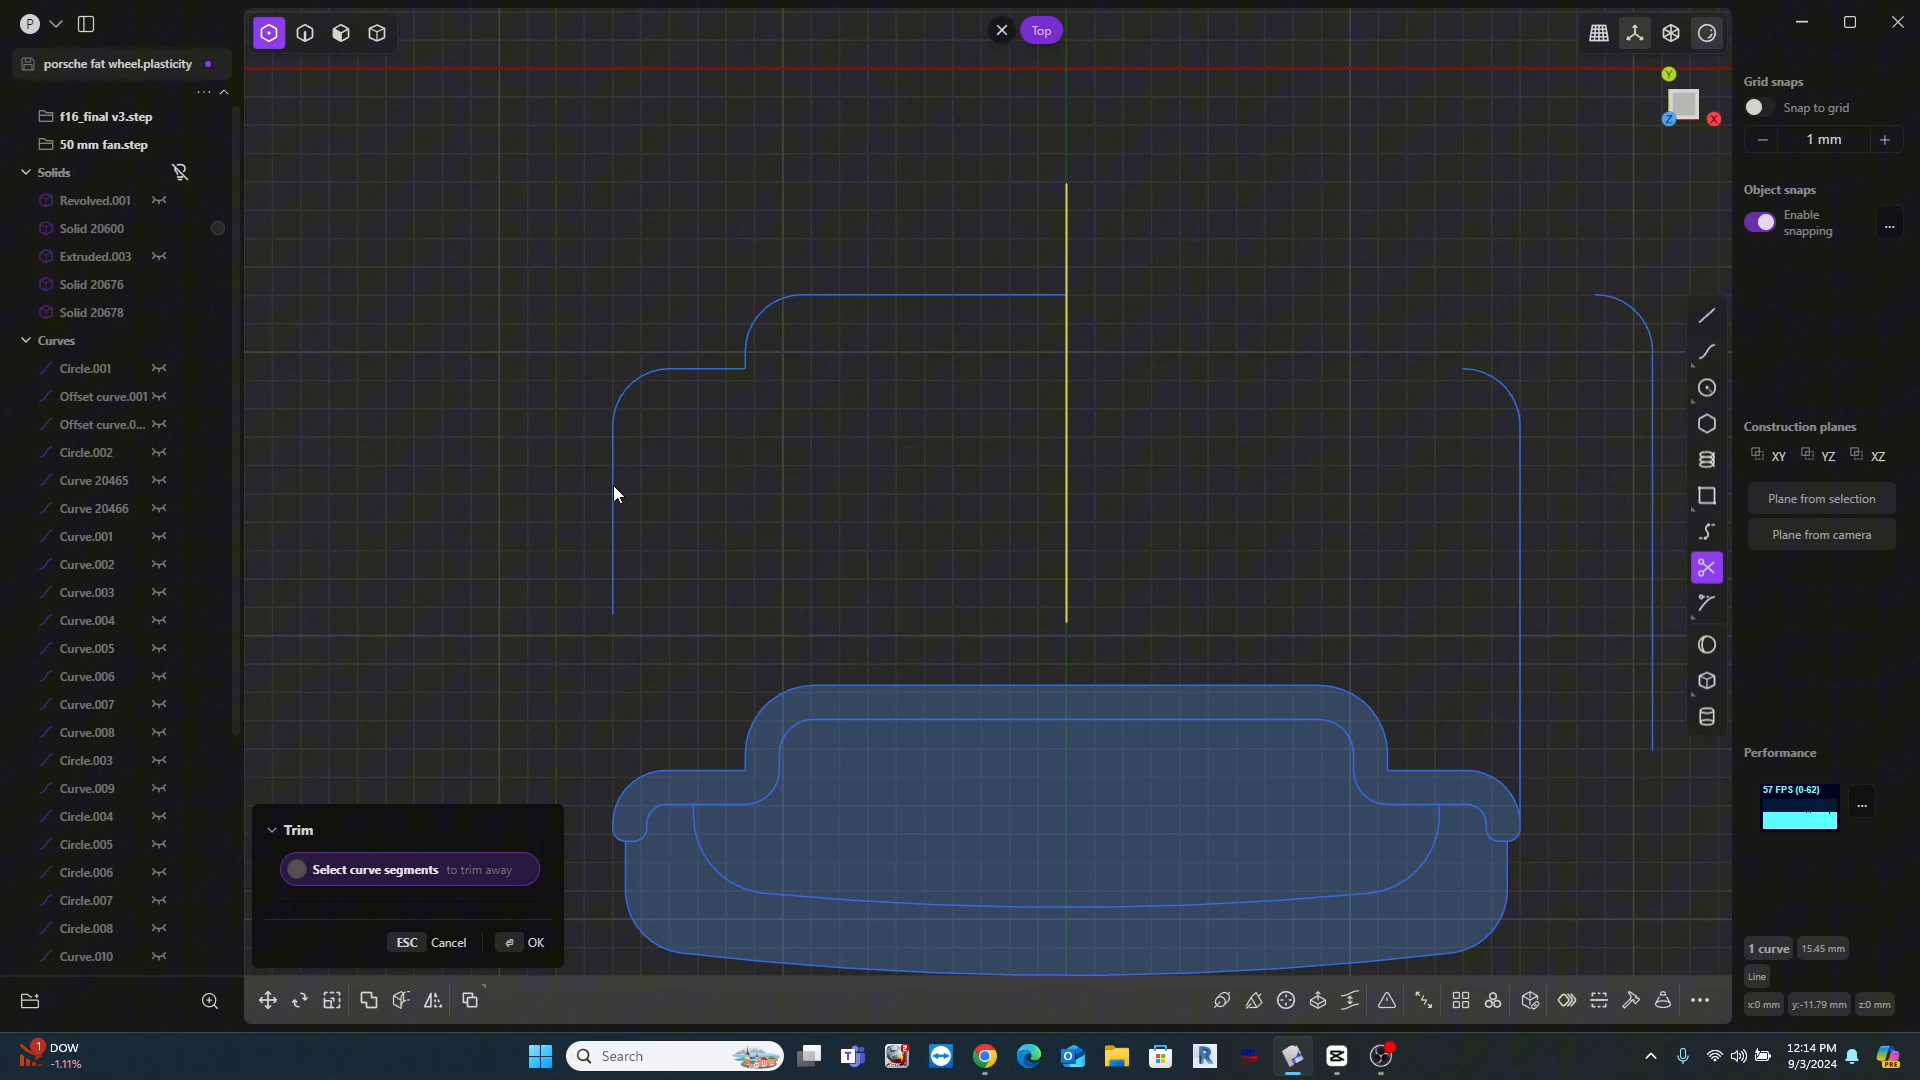 P
Top
porsche fat wheel.plasticity
...
f16_final v3.step
50 mm fan.step
Solids
Revolved.001
Solid 20600
Extruded.003
Solid 20676
Solid 20678
Curves
Circle.001
Offset curve.001
Offset curve.0...
Circle.002
Curve 20465
Curve 20466
Curve.001
Curve.002
Curve.003
Curve.004
Curve.005
Curve.006
Curve.007
Curve.008
Circle.003
Curve.009
Circle.004
Circle.005
Circle.006
Circle.007
Circle.008
Curve.010
Trim
Select curve segments to trim away
ESC Cancel OK
Y
Z
X
Grid snaps
Snap to grid
1 mm
Object snaps
Enable snapping
...
Construction planes
XY YZ XZ
Plane from selection
Plane from camera
Performance
57 FPS (0-62)
...
1 curve 15.45 mm
Line
x:0 mm y:-11.79 mm z:0 mm
1
DOW
-1.11%
Search
12:14 PM
9/3/2024
PRE